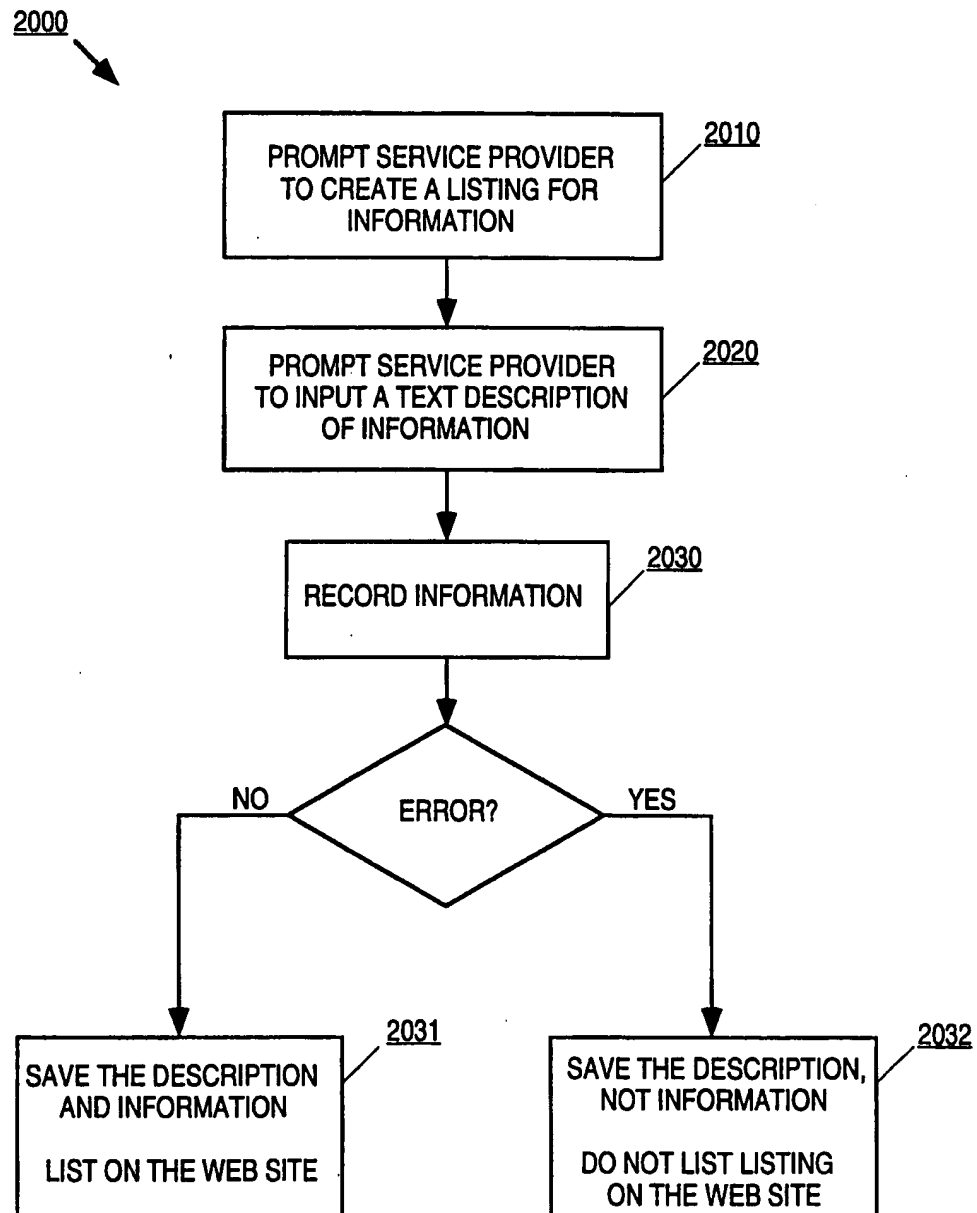 2000
2010
PROMPT SERVICE PROVIDER
TO CREATE A LISTING FOR
INFORMATION
2020
PROMPT SERVICE PROVIDER
TO INPUT A TEXT DESCRIPTION
OF INFORMATION
2030
RECORD INFORMATION
NO
ERROR?
YES
2031
SAVE THE DESCRIPTION
AND INFORMATION
LIST ON THE WEB SITE
2032
SAVE THE DESCRIPTION,
NOT INFORMATION
DO NOT LIST LISTING
ON THE WEB SITE